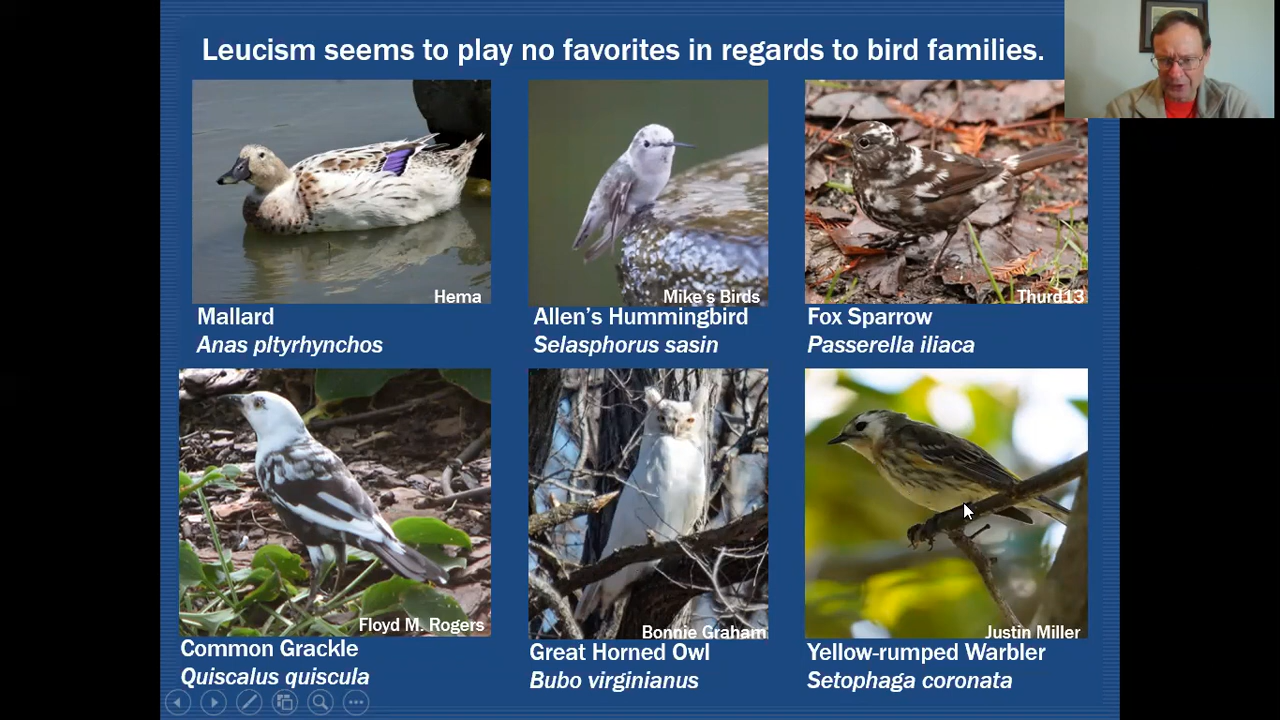 Leucism seems to play no favorites in regards to bird families.
Hema
Mike's Birds
Thurd13
Mallard
Allen's Hummingbird
Fox Sparrow
Anas pltyrhynchos
Selasphorus sasin
Passerella iliaca
Floyd M. Rogers
Bonnie Graham
Justin Miller
Common Grackle
Great Horned Owl
Yellow-rumped Warbler
Quiscalus quiscula
Bubo virginianus
Setophaga coronata